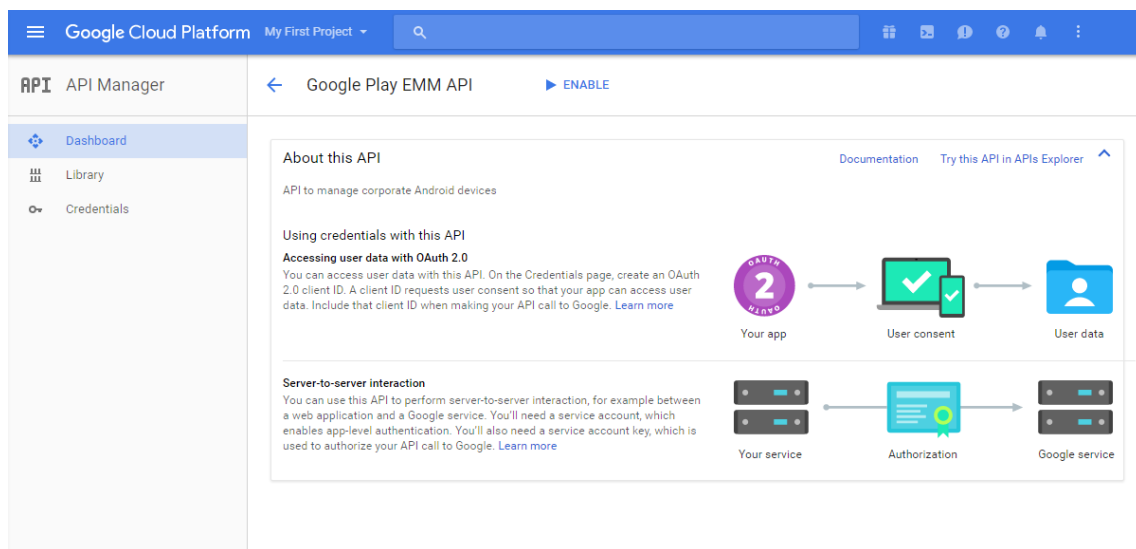 Google Cloud Platform My First Project
API API Manager
Google Play EMM API ENABLE
Dashboard
Library
Credentials
About this API
Documentation Try this API in APIs Explorer
API to manage corporate Android devices
Using credentials with this API
Accessing user data with OAuth 2.0
You can access user data with this API. On the Credentials page, create an OAuth
2.0 client ID. A client ID requests user consent so that your app can access user
data. Include that client ID when making your API call to Google. Learn more
OAUTH
2
OAUTH
Your app User consent User data
Server-to-server interaction
You can use this API to perform server-to-server interaction, for example between
a web application and a Google service. You'll need a service account, which
enables app-level authentication. You'll also need a service account key, which is
used to authorize your API call to Google. Learn more
Your service Authorization Google service